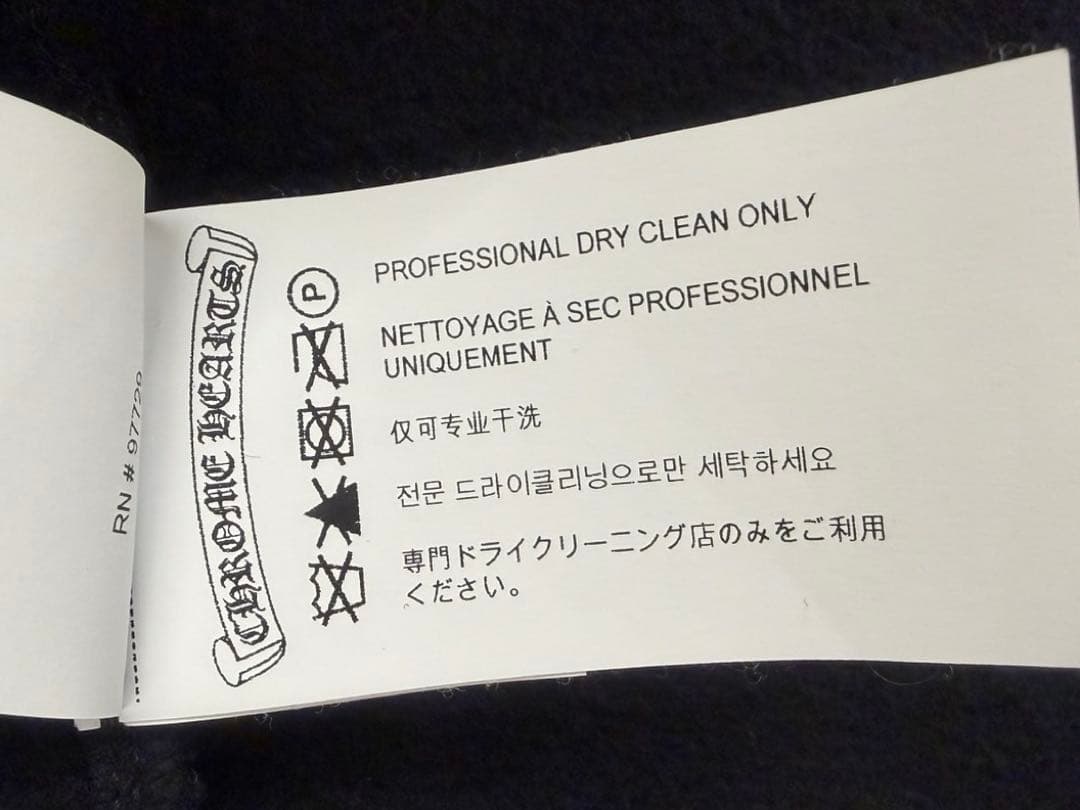 RN # 97729
CHROME HEARTS
P
PROFESSIONAL DRY CLEAN ONLY
NETTOYAGE À SEC PROFESSIONNEL
UNIQUEMENT
仅可专业干洗
전문 드라이클리닝으로만 세탁하세요
専門ドライクリーニング店のみをご利用
ください。